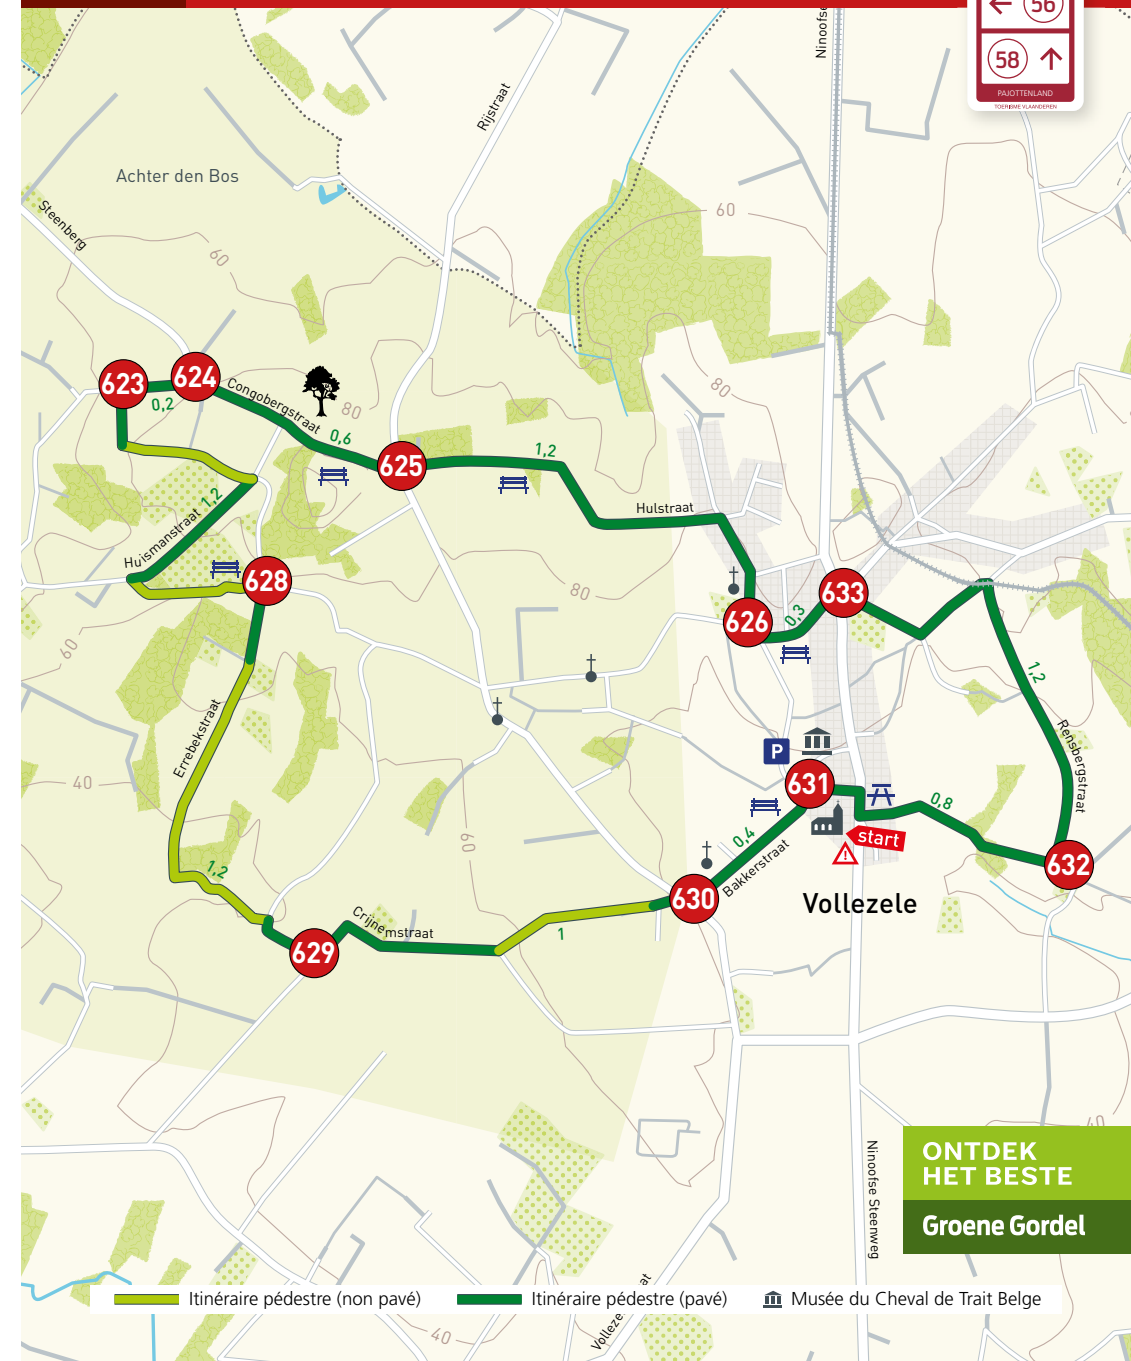 56
58
PAJOTTENLAND
TOERISME VLAANDEREN
Rijstraat
Achter den Bos
Steenberg
60
60
623
624
0,2
Congobergstraat
0,6
80
80
625
1,2
Hulstraat
Huismanstraat
1,2
628
80
626
0,3
633
60
1,2
Errebekstraat
Rensbergstraat
P
631
40
0,8
60
0,4
start
Bakkerstraat
632
1,2
630
Vollezele
Crijnemstraat
629
1
40
Ninoofse Steenweg
ONTDEK
HET BESTE
Groene Gordel
Itinéraire pédestre (non pavé)
Itinéraire pédestre (pavé)
Musée du Cheval de Trait Belge
40